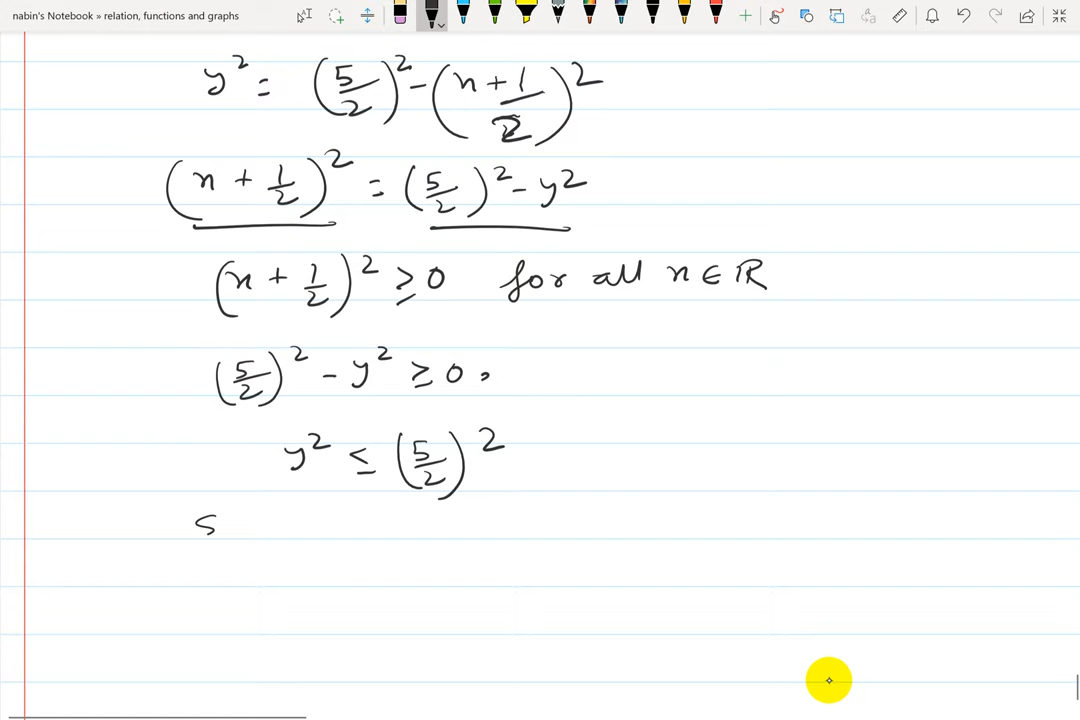 nabin's Notebook » relation, functions and graphs
y² = (5/2)² - (x + 1/2)²
(x + 1/2)² = (5/2)² - y²
(x + 1/2)² ≥ 0 for all x ∈ ℝ
(5/2)² - y² ≥ 0,
y² ≤ (5/2)²
S